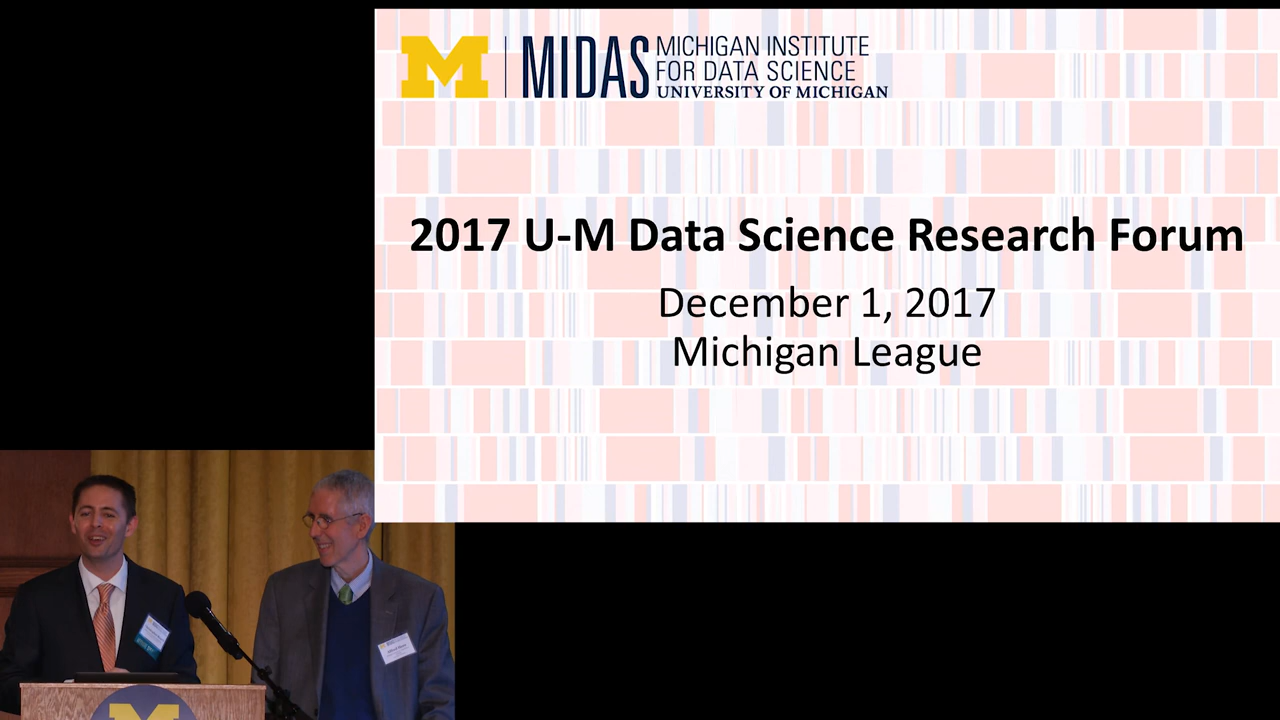 M
MIDAS
MICHIGAN INSTITUTE
FOR DATA SCIENCE
UNIVERSITY OF MICHIGAN
2017 U-M Data Science Research Forum
December 1, 2017
Michigan League
M